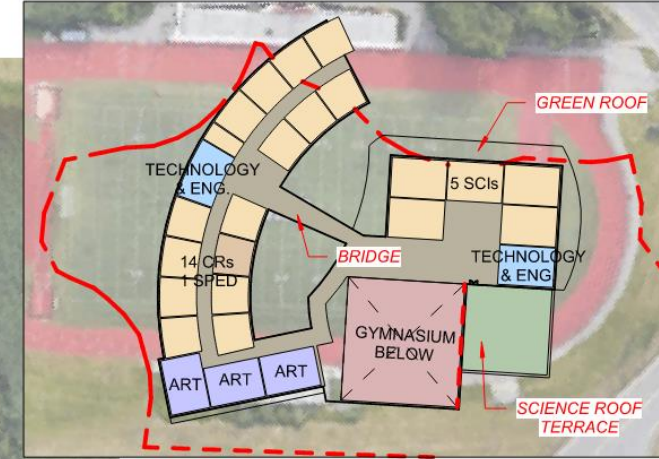 GREEN ROOF
TECHNOLOGY
& ENG.
5 SCIs
BRIDGE
TECHNOLOGY
& ENG
14 CRs
1 SPED
GYMNASIUM
BELOW
ART
ART
ART
SCIENCE ROOF
TERRACE